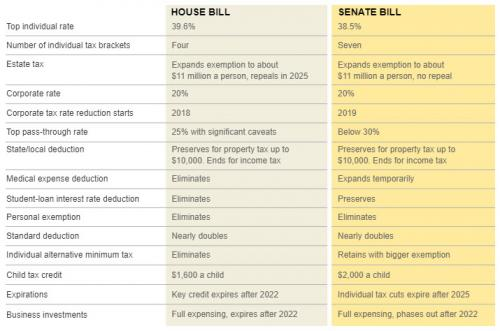 HOUSE BILL SENATE BILL
Top individual rate 39.6% 38.5%
Number of individual tax brackets Four Seven
Estate tax Expands exemption to about Expands exemption to about
$11 million a person, repeals in 2025 $11 million a person, no repeal
Corporate rate 20% 20%
Corporate tax rate reduction starts 2018 2019
Top pass-through rate 25% with significant caveats Below 30%
State/local deduction Preserves for property tax up to Preserves for property tax up to
$10,000. Ends for income tax $10,000. Ends for income tax
Medical expense deduction Eliminates Expands temporarily
Student-loan interest rate deduction Eliminates Preserves
Personal exemption Eliminates Eliminates
Standard deduction Nearly doubles Nearly doubles
Individual alternative minimum tax Eliminates Retains with bigger exemption
Child tax credit $1,600 a child $2,000 a child
Expirations Key credit expires after 2022 Individual tax cuts expire after 2025
Business investments Full expensing, expires after 2022 Full expensing, phases out after 2022